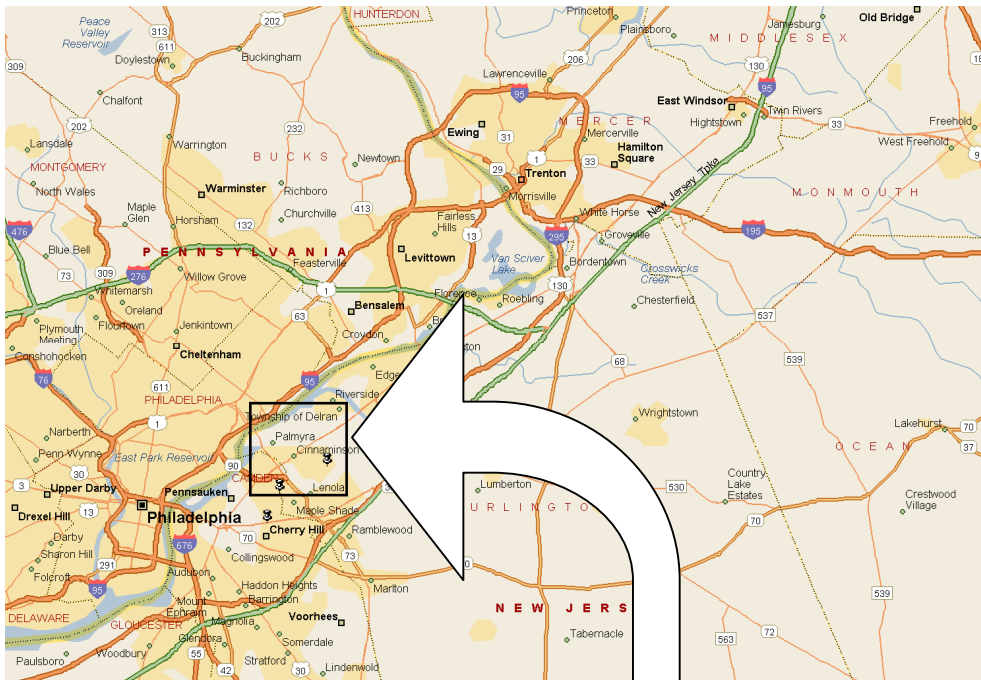 HUNTERDON
202
Princeton
Old Bridge
Peace
Valley
Reservoir
313
611
Plainsboro
Jamesburg
MIDDLESEX
Doylestown
Buckingham
206
130
309
Lawrenceville
95
95
Chalfont
East Windsor
Twin Rivers
Hightstown
33
Freehold
202
232
Ewing
31
MERCER
Mercerville
West Freehold
9
Lansdale
Warrington
BUCKS
Newtown
Hamilton
Square
1
33
MONTGOMERY
29
Trenton
North Wales
Warminster
Richboro
Morrisville
MONMOUTH
New Jersey Tpke
Maple
Glen
Horsham
Churchville
413
Fairless
Hills
White Horse
476
132
13
295
195
Groveville
Blue Bell
PENNSYLVANIA
Levittown
Van Sciver
Lake
Bordentown
Feasterville
73
309
276
Willow Grove
Crosswicks
Creek
Whitemarsh
1
130
Florence
Roebling
Chesterfield
Oreland
Bensalem
63
537
Plymouth
Meeting
Flourtown
Jenkintown
Croydon
Conshohocken
Cheltenham
68
539
76
95
611
Riverside
PHILADELPHIA
Township of Delran
Wrightstown
1
Lakehurst
70
Narberth
Palmyra
37
OCEAN
Penn Wynne
East Park Reservoir
Cinnaminson
90
30
CAMDEN
Country
Lake
Estates
3
Upper Darby
Pennsauken
Lenola
Lumberton
530
Crestwood
Village
13
Drexel Hill
Philadelphia
Maple Shade
URLINGTO
70
Cherry Hill
Ramblewood
Darby
676
70
Sharon Hill
Collingswood
73
291
Folcroft
Audubon
Haddon Heights
Marlton
95
539
Mount
Ephraim
Barrington
NEW JERS
DELAWARE
GLOUCESTER
Magnolia
Voorhees
72
563
Tabernacle
Glendora
Somerdale
Paulsboro
Woodbury
55
Stratford
42
30
Lindenwold